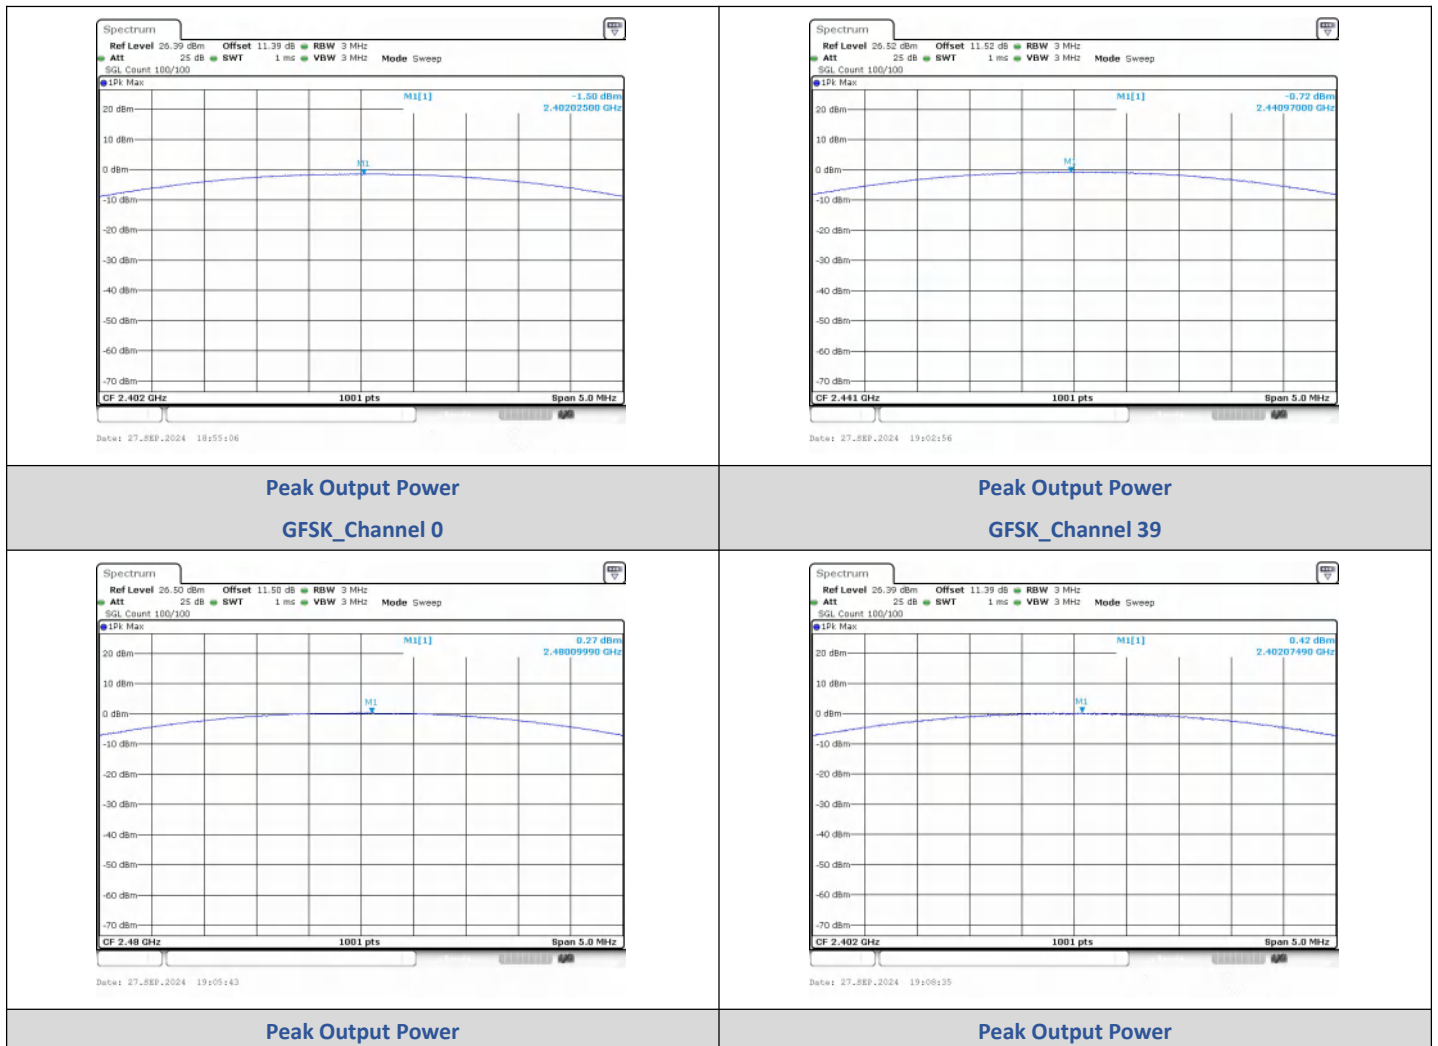 Spectrum
Ref Level 26.39 dBm Offset 11.39 dB RBW 3 MHz
Att 25 dB SWT 1 ms VBW 3 MHz Mode Sweep
SGL Count 100/100
1Pk Max
M1[1] -1.50 dBm
2.40202500 GHz
20 dBm
10 dBm
M1
0 dBm
-10 dBm
-20 dBm
-30 dBm
-40 dBm
-50 dBm
-60 dBm
-70 dBm
CF 2.402 GHz 1001 pts Span 5.0 MHz
Date: 27.SEP.2024 18:55:06
Peak Output Power
GFSK_Channel 0
Spectrum
Ref Level 26.52 dBm Offset 11.52 dB RBW 3 MHz
Att 25 dB SWT 1 ms VBW 3 MHz Mode Sweep
SGL Count 100/100
1Pk Max
M1[1] -0.72 dBm
2.44097000 GHz
20 dBm
10 dBm
M1
0 dBm
-10 dBm
-20 dBm
-30 dBm
-40 dBm
-50 dBm
-60 dBm
-70 dBm
CF 2.441 GHz 1001 pts Span 5.0 MHz
Date: 27.SEP.2024 19:02:56
Peak Output Power
GFSK_Channel 39
Spectrum
Ref Level 26.50 dBm Offset 11.50 dB RBW 3 MHz
Att 25 dB SWT 1 ms VBW 3 MHz Mode Sweep
SGL Count 100/100
1Pk Max
M1[1] 0.27 dBm
2.48009990 GHz
20 dBm
10 dBm
M1
0 dBm
-10 dBm
-20 dBm
-30 dBm
-40 dBm
-50 dBm
-60 dBm
-70 dBm
CF 2.48 GHz 1001 pts Span 5.0 MHz
Date: 27.SEP.2024 19:05:43
Peak Output Power
Spectrum
Ref Level 26.39 dBm Offset 11.39 dB RBW 3 MHz
Att 25 dB SWT 1 ms VBW 3 MHz Mode Sweep
SGL Count 100/100
1Pk Max
M1[1] 0.42 dBm
2.40207490 GHz
20 dBm
10 dBm
M1
0 dBm
-10 dBm
-20 dBm
-30 dBm
-40 dBm
-50 dBm
-60 dBm
-70 dBm
CF 2.402 GHz 1001 pts Span 5.0 MHz
Date: 27.SEP.2024 19:08:35
Peak Output Power